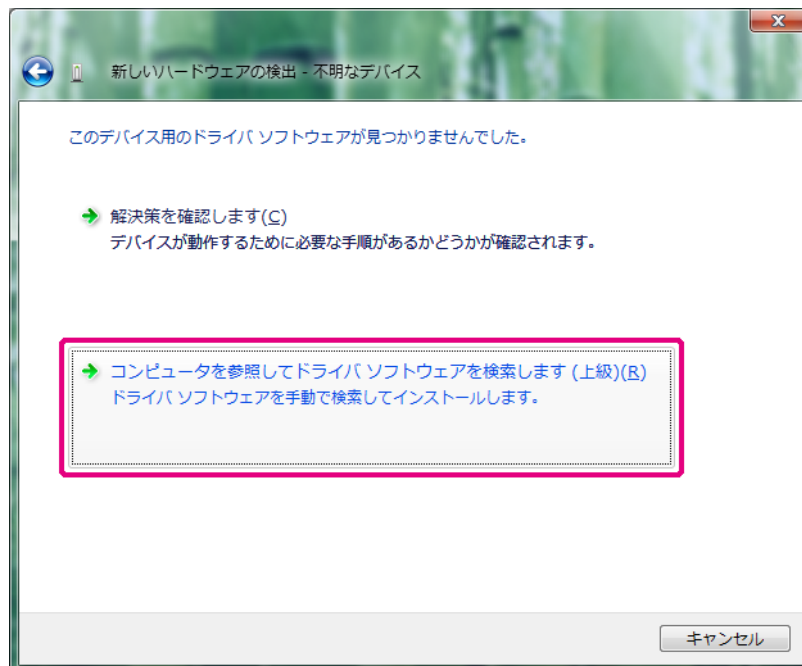 新しいハードウェアの検出 - 不明なデバイス
このデバイス用のドライバ ソフトウェアが見つかりませんでした。
解決策を確認します(C)
デバイスが動作するために必要な手順があるかどうかが確認されます。
コンピュータを参照してドライバ ソフトウェアを検索します (上級)(R)
ドライバ ソフトウェアを手動で検索してインストールします。
キャンセル